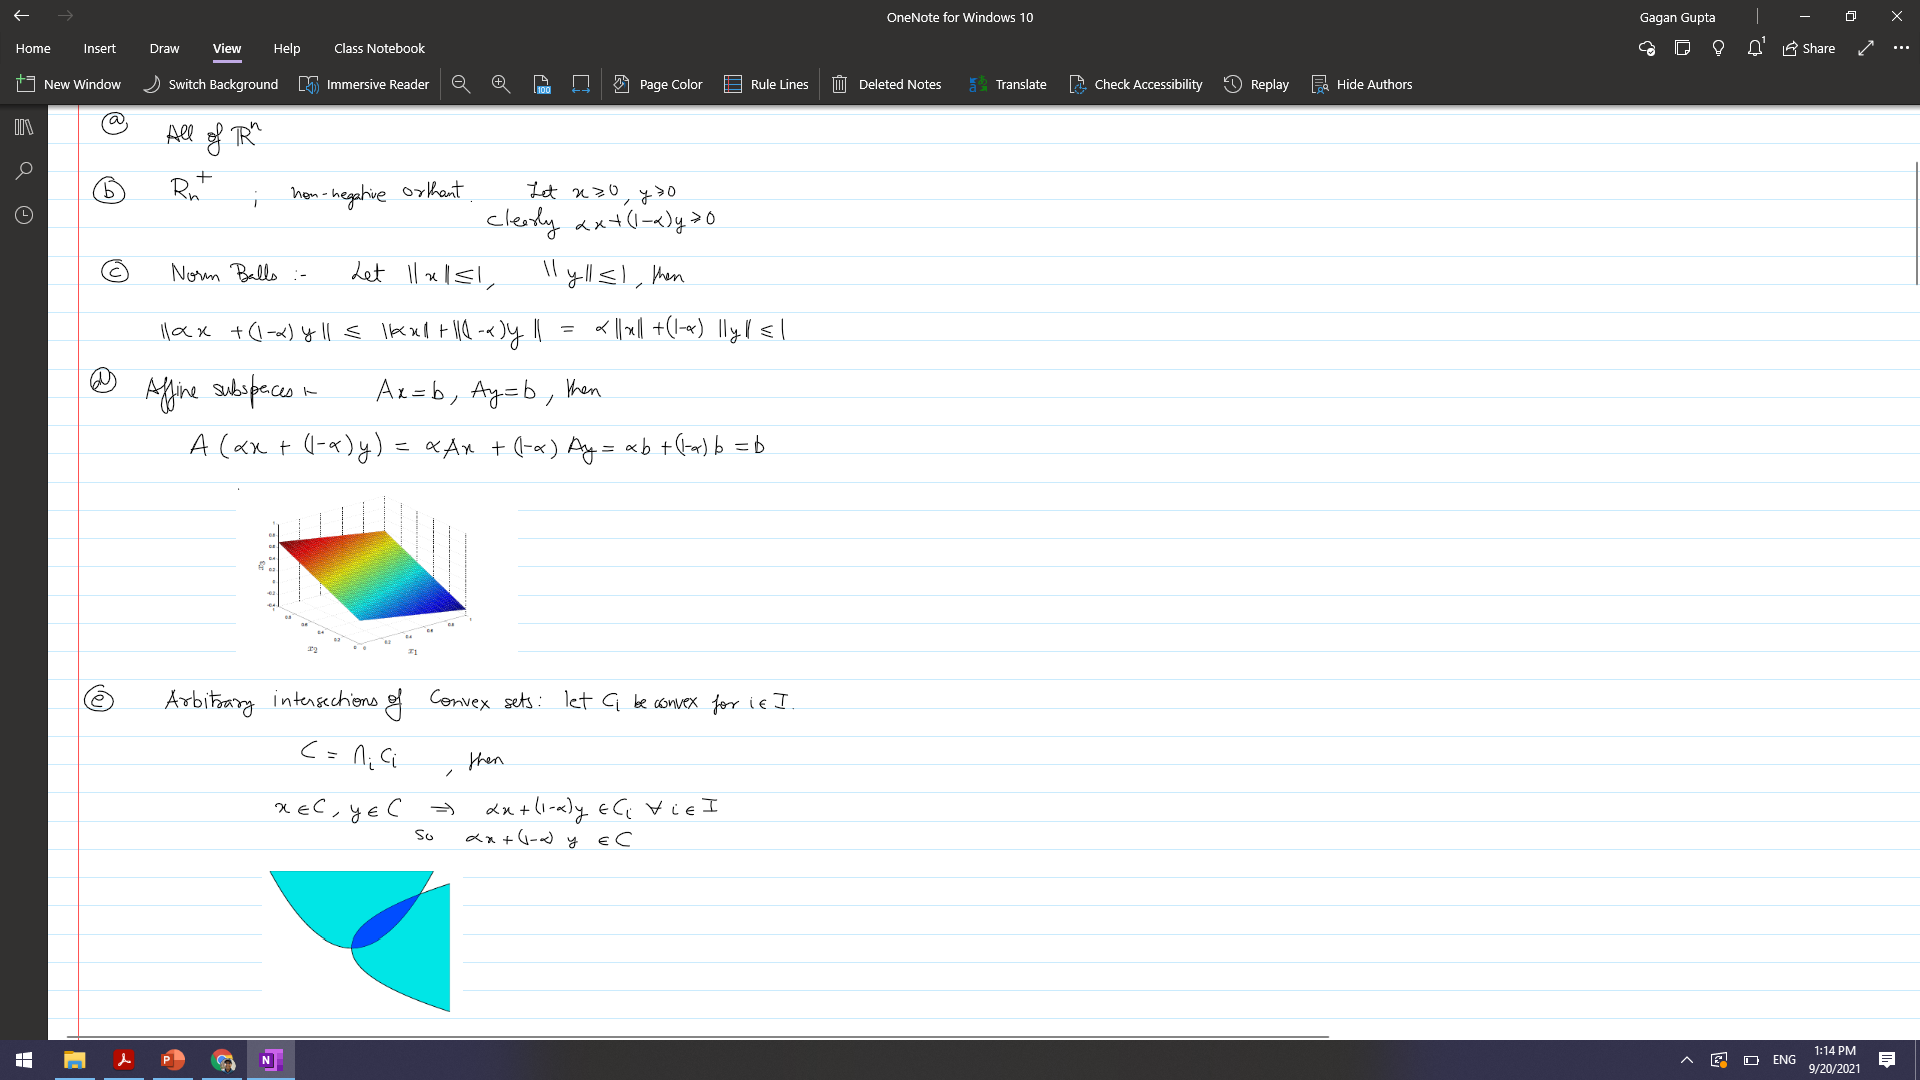 OneNote for Windows 10
Gagan Gupta
Home Insert Draw View Help Class Notebook
1
Share
New Window Switch Background Immersive Reader 100 Page Color Rule Lines Deleted Notes Translate Check Accessibility Replay Hide Authors
ⓐ All of ℝⁿ
ⓑ Rₙ⁺ ; non-negative orthant. Let x ≥ 0, y ≥ 0
clearly αx + (1-α)y ≥ 0
ⓒ Norm Balls :- Let ||x|| ≤ 1, ||y|| ≤ 1, then
||αx + (1-α)y|| ≤ ||αx|| + ||(1-α)y|| = α||x|| + (1-α) ||y|| ≤ 1
ⓓ Affine subspaces :- Ax = b, Ay = b, then
A (αx + (1-α)y) = αAx + (1-α) Ay = αb + (1-α) b = b
x₃
x₂ x₁
ⓔ Arbitrary intersections of Convex sets: let Cᵢ be convex for i ∈ I.
C = ∩ᵢ Cᵢ , then
x ∈ C, y ∈ C ⇒ αx + (1-α)y ∈ Cᵢ ∀ i ∈ I
So αx + (1-α) y ∈ C
ENG
1:14 PM
9/20/2021